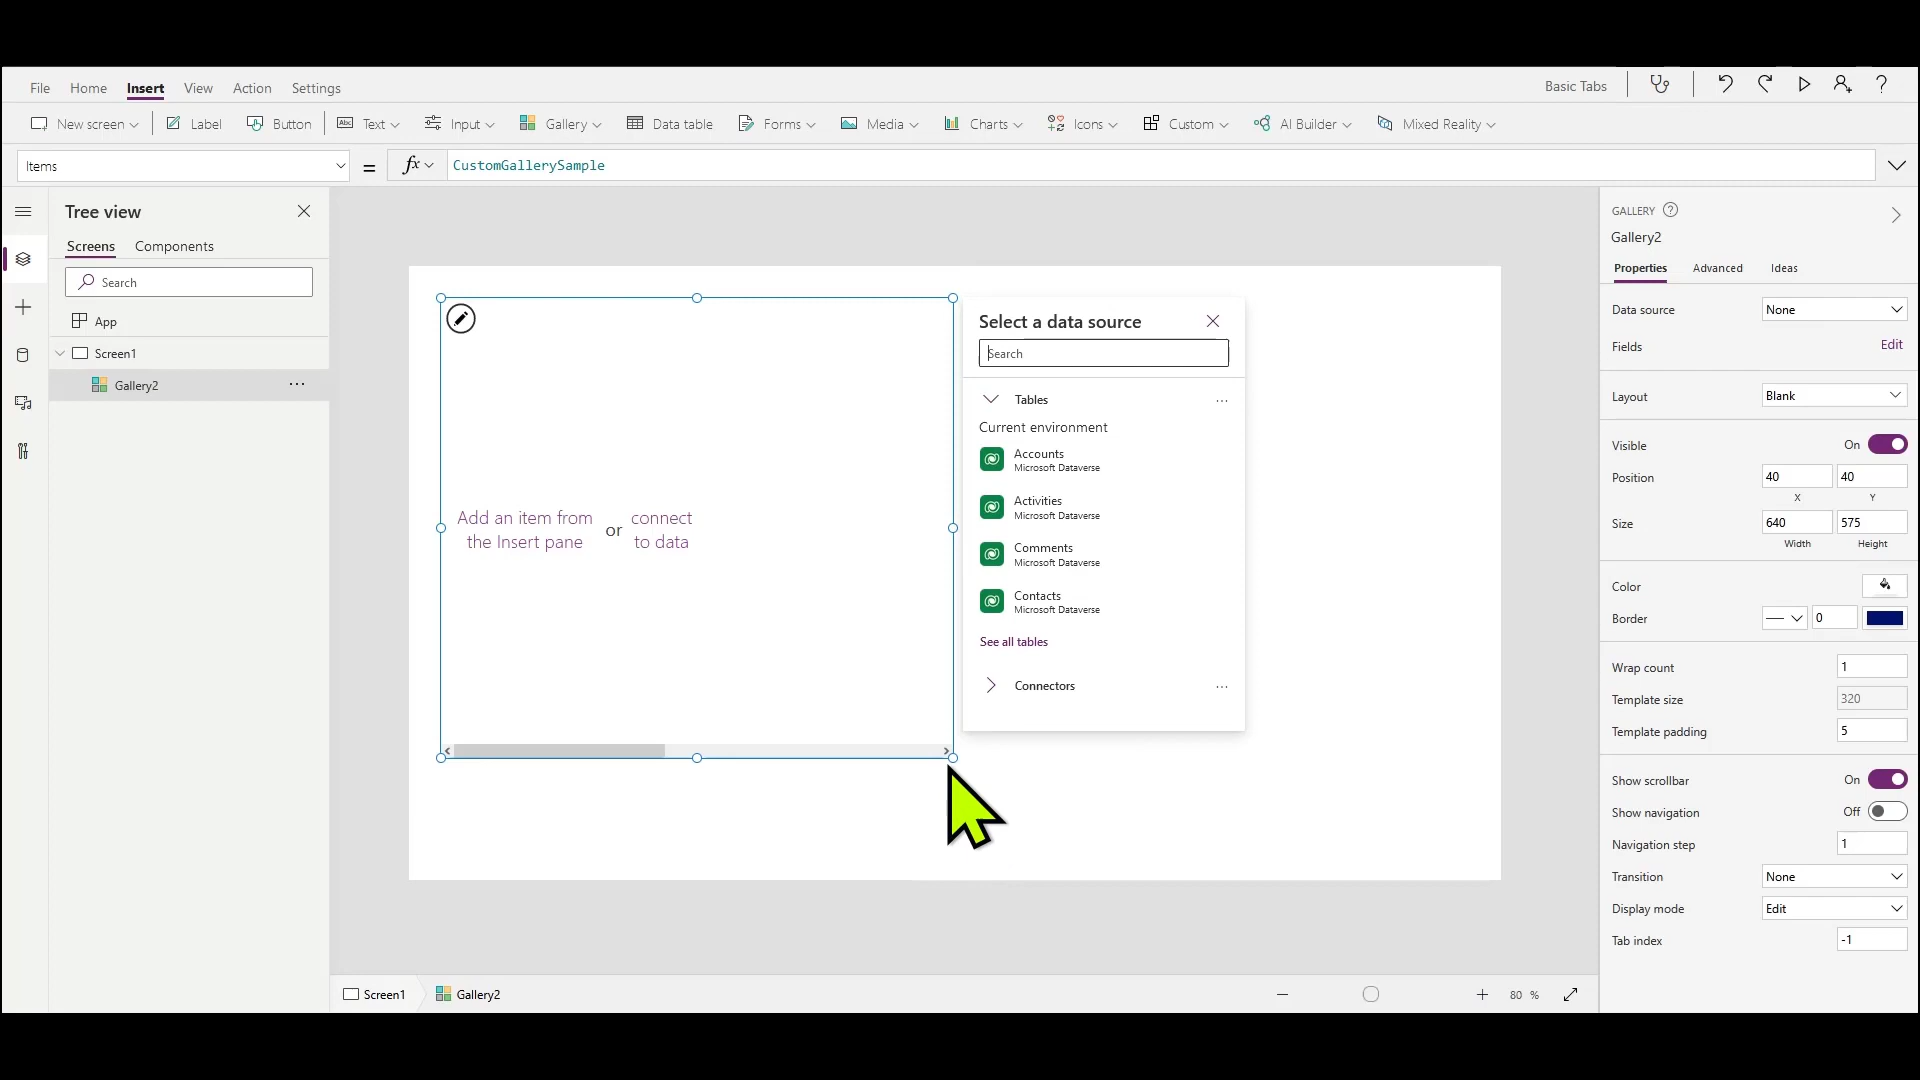 File Home Insert View Action Settings Basic Tabs
New screen Label Button Text Input Gallery Data table Forms Media Charts Icons Custom AI Builder Mixed Reality
Items = fx CustomGallerySample
Tree view
Screens Components
Search
App
Screen1
Gallery2
Add an item from
the Insert pane
or
connect
to data
Select a data source
Search
Tables
Current environment
Accounts
Microsoft Dataverse
Activities
Microsoft Dataverse
Comments
Microsoft Dataverse
Contacts
Microsoft Dataverse
See all tables
Connectors
GALLERY
Gallery2
Properties Advanced Ideas
Data source None
Fields Edit
Layout Blank
Visible On
Position 40 40
X Y
Size 640 575
Width Height
Color
Border 0
Wrap count 1
Template size 320
Template padding 5
Show scrollbar On
Show navigation Off
Navigation step 1
Transition None
Display mode Edit
Tab index -1
Screen1 Gallery2 80 %